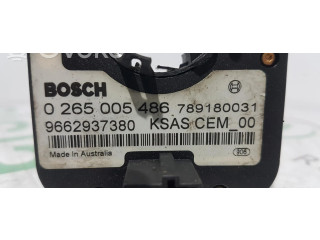 BOSCH
0 265 005 486 789180031
9662937380 KSAS CEM_00
Made in Australia